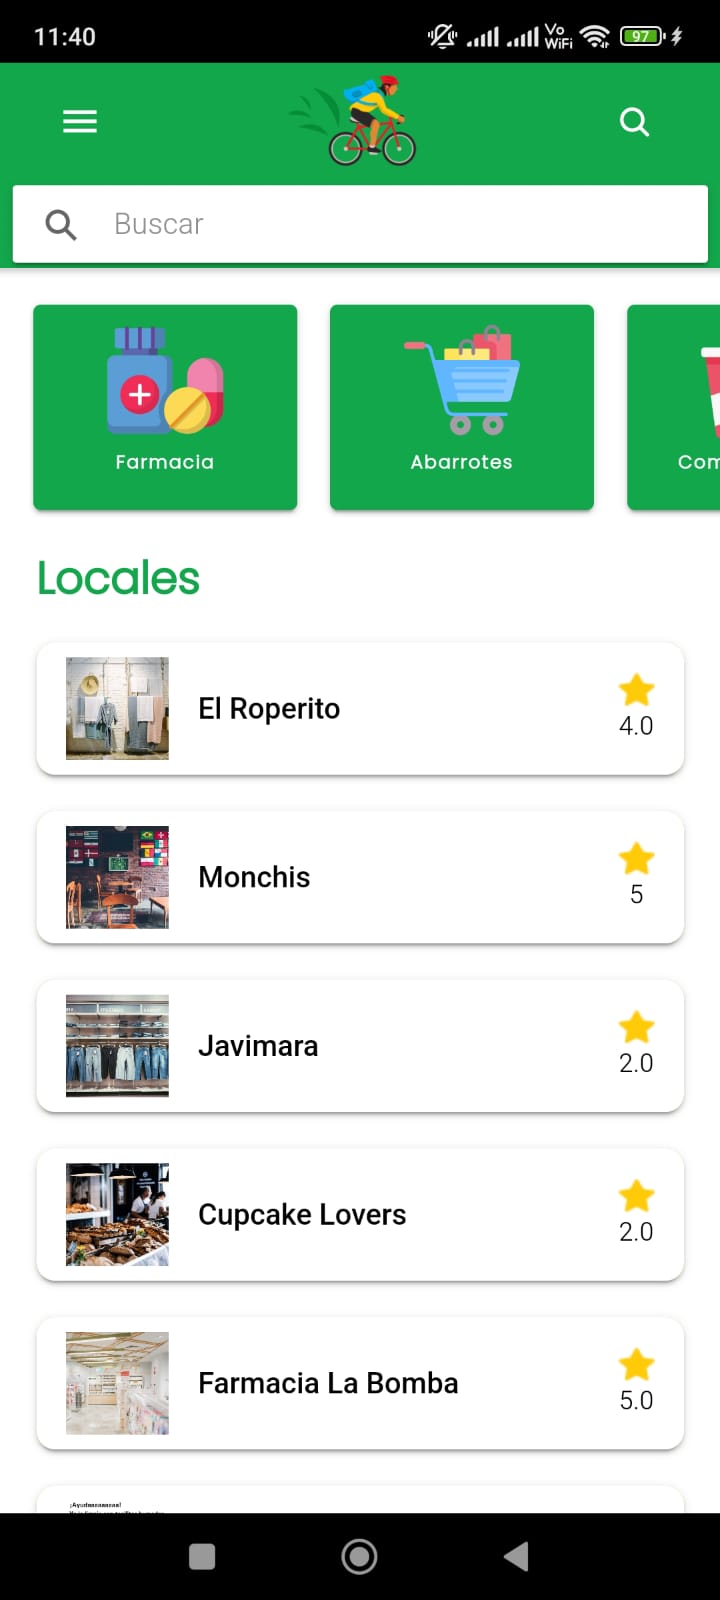 11:40
Vo
WiFi
97
Buscar
Farmacia
Abarrotes
Com
Locales
El Roperito
4.0
Monchis
5
Javimara
2.0
Cupcake Lovers
2.0
Farmacia La Bomba
5.0
¡Ayudaaaaaaaa!